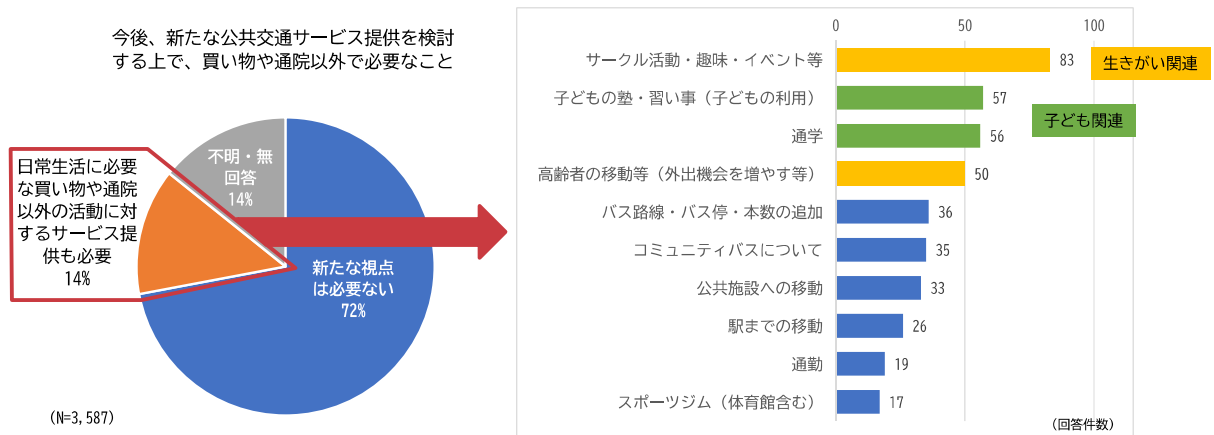 今後、新たな公共交通サービス提供を検討
する上で、買い物や通院以外で必要なこと
不明・無
回答
14%
日常生活に必要
な買い物や通院
以外の活動に対
するサービス提
供も必要
14%
新たな視点
は必要ない
72%
(N=3,587)
0 50 100
サークル活動・趣味・イベント等 83
生きがい関連
子どもの塾・習い事（子どもの利用） 57
子ども関連
通学 56
高齢者の移動等（外出機会を増やす等） 50
バス路線・バス停・本数の追加 36
コミュニティバスについて 35
公共施設への移動 33
駅までの移動 26
通勤 19
スポーツジム（体育館含む） 17
（回答件数）